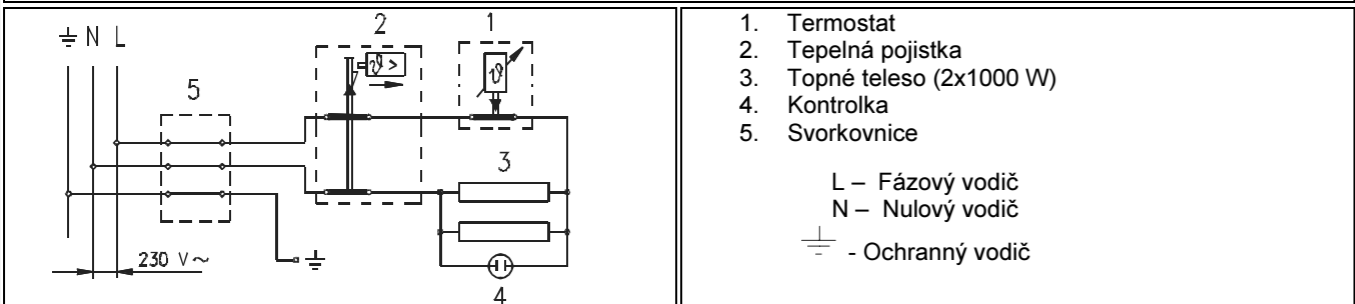 ⏚ N L
2
1
5
ϑ >
ϑ
3
230 V ~
⏚
4
1. Termostat
2. Tepelná pojistka
3. Topné teleso (2x1000 W)
4. Kontrolka
5. Svorkovnice
L – Fázový vodič
N – Nulový vodič
⏚ - Ochranný vodič